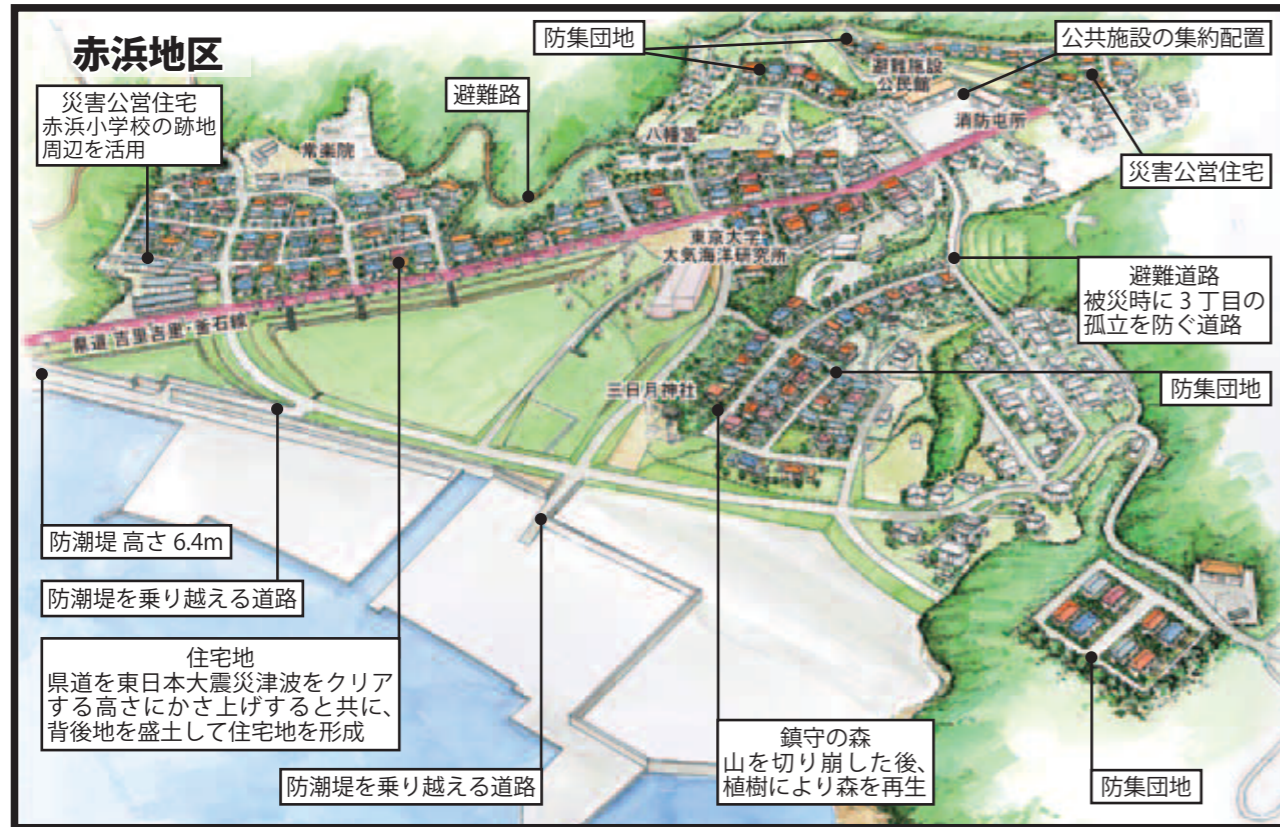 赤浜地区
防集団地
公共施設の集約配置
災害公営住宅
赤浜小学校の跡地
周辺を活用
避難路
避難施設
公民館
消防屯所
八幡宮
常楽院
災害公営住宅
東京大学
大気海洋研究所
避難道路
被災時に3丁目の
孤立を防ぐ道路
県道 吉里吉里・釜石線
三日月神社
防集団地
防潮堤 高さ 6.4m
防潮堤を乗り越える道路
住宅地
県道を東日本大震災津波をクリア
する高さにかさ上げすると共に、
背後地を盛土して住宅地を形成
防潮堤を乗り越える道路
鎮守の森
山を切り崩した後、
植樹により森を再生
防集団地